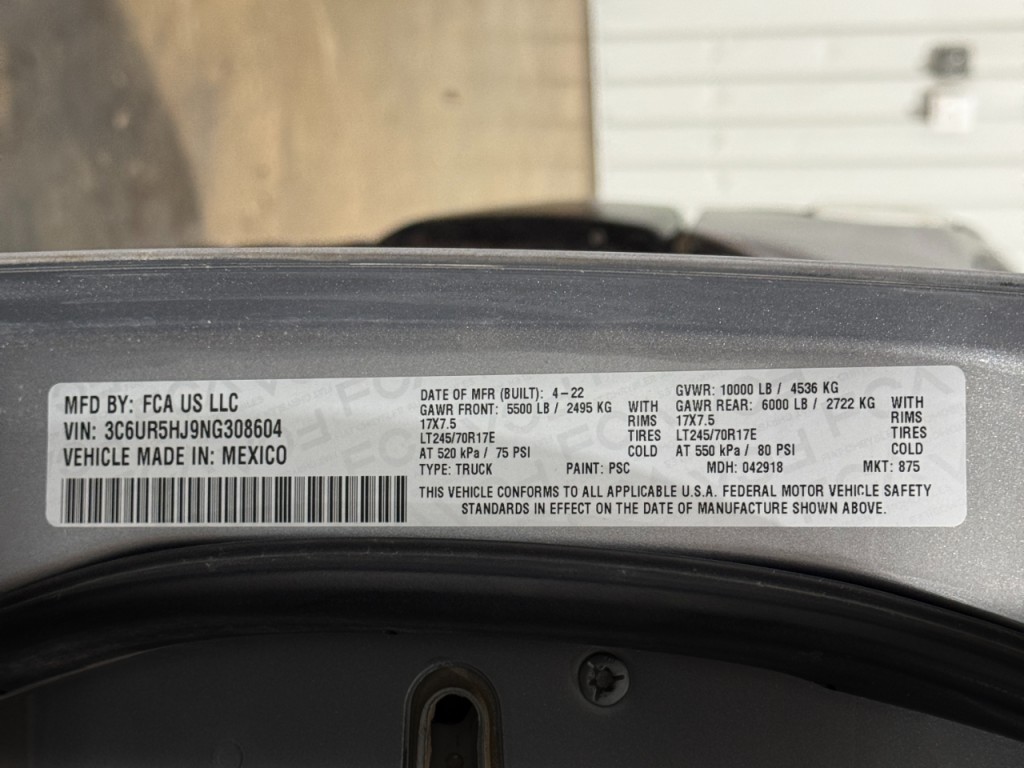 MFD BY: FCA US LLC
VIN: 3C6UR5HJ9NG308604
VEHICLE MADE IN: MEXICO
DATE OF MFR (BUILT): 4-22
GAWR FRONT: 5500 LB / 2495 KG WITH
17X7.5 RIMS
LT245/70R17E TIRES
AT 520 kPa / 75 PSI COLD
TYPE: TRUCK PAINT: PSC
GVWR: 10000 LB / 4536 KG
GAWR REAR: 6000 LB / 2722 KG WITH
17X7.5 RIMS
LT245/70R17E TIRES
AT 550 kPa / 80 PSI COLD
MDH: 042918 MKT: 875
THIS VEHICLE CONFORMS TO ALL APPLICABLE U.S.A. FEDERAL MOTOR VEHICLE SAFETY
STANDARDS IN EFFECT ON THE DATE OF MANUFACTURE SHOWN ABOVE.